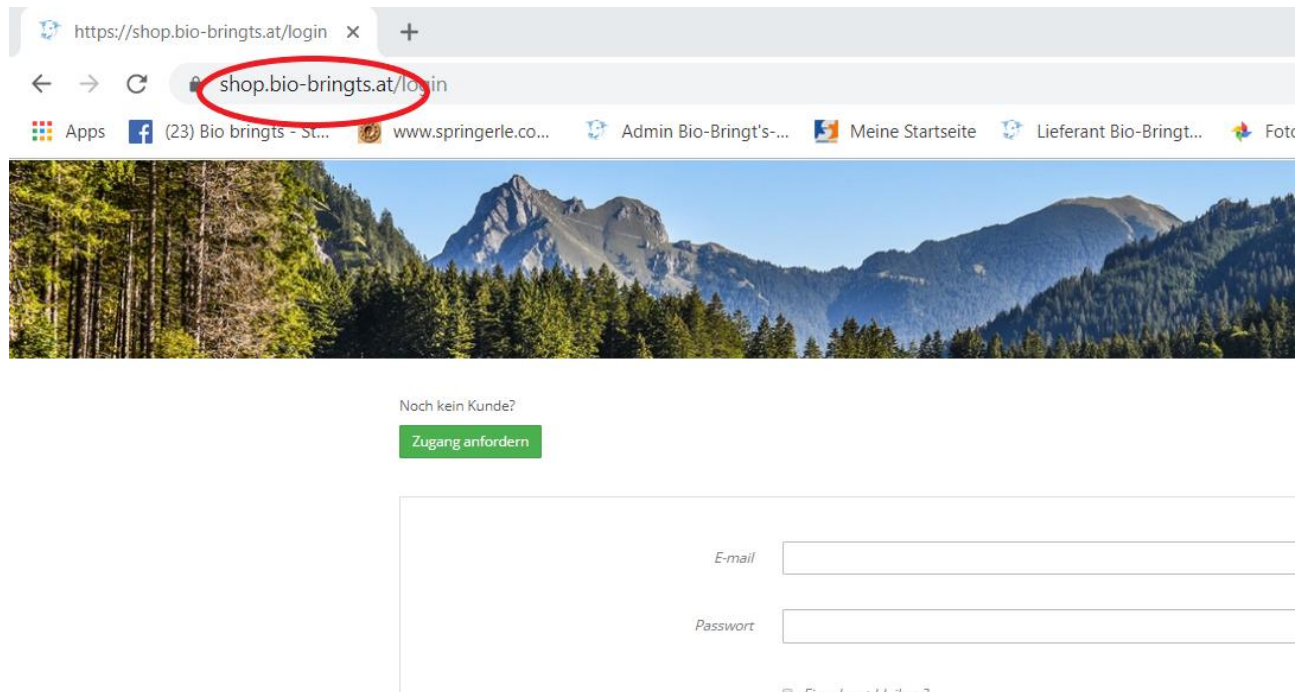 https://shop.bio-bringts.at/login
shop.bio-bringts.at/login
Apps (23) Bio bringts - St... www.springerle.co... Admin Bio-Bringt's-... Meine Startseite Lieferant Bio-Bringt... Foto
Noch kein Kunde?
Zugang anfordern
E-mail
Passwort